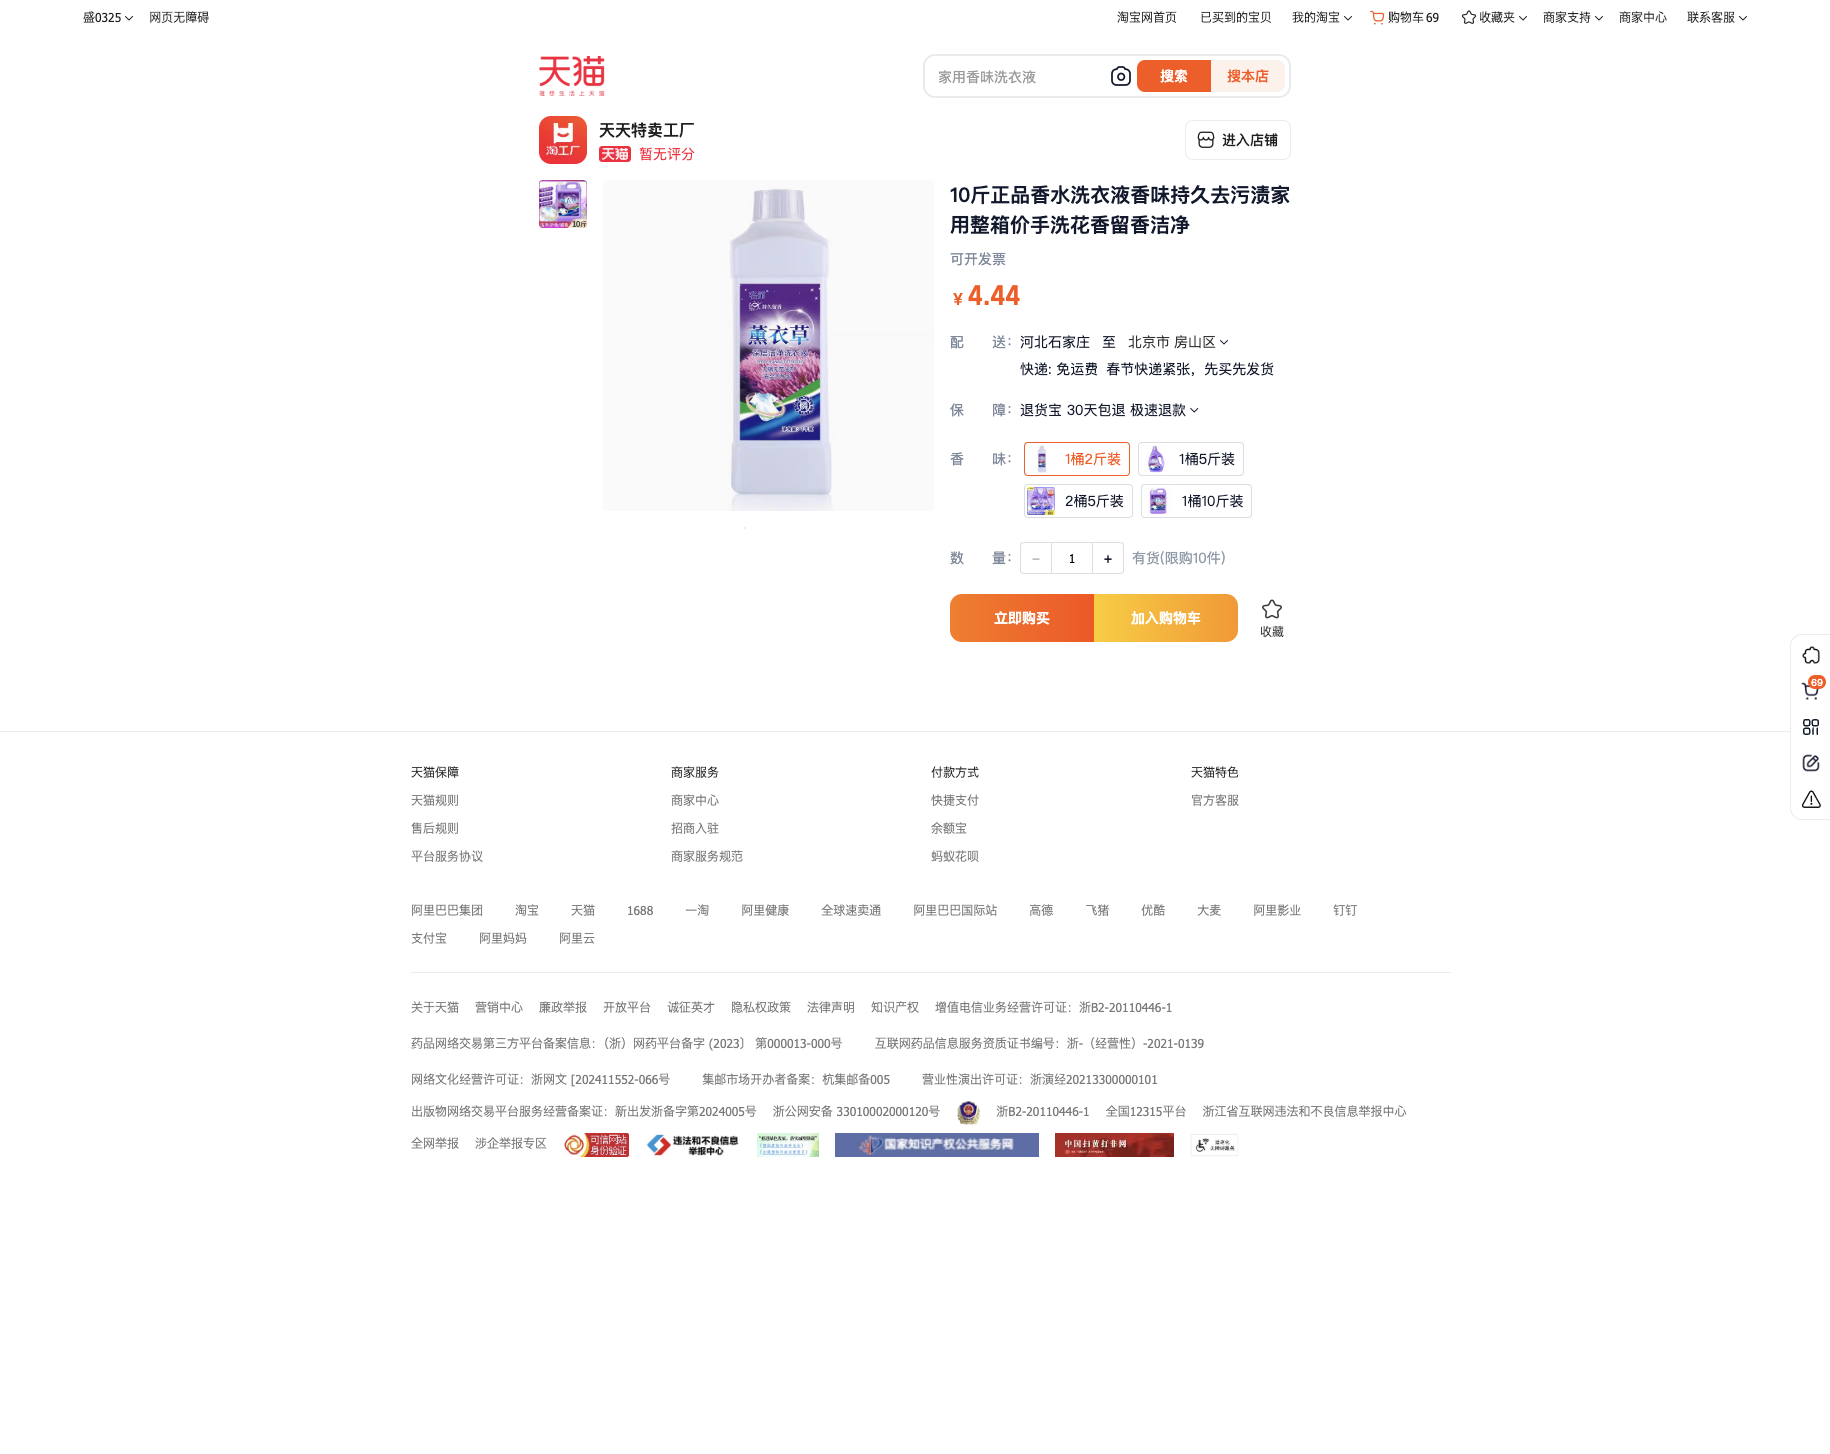 盛0325
网页无障碍
淘宝网首页
已买到的宝贝
我的淘宝
购物车 69
收藏夹
商家支持
商家中心
联系客服
天猫
理想生活上天猫
家用香味洗衣液
搜索
搜本店
淘工厂
天天特卖工厂
天猫 暂无评分
进入店铺
10斤
薰衣草
深层洁净洗衣液
持久留香
10斤正品香水洗衣液香味持久去污渍家
用整箱价手洗花香留香洁净
可开发票
¥ 4.44
配 送: 河北石家庄 至 北京市 房山区
快递: 免运费 春节快递紧张，先买先发货
保 障: 退货宝 30天包退 极速退款
香 味: 1桶2斤装 1桶5斤装
2桶5斤装 1桶10斤装
数 量: − 1 + 有货(限购10件)
立即购买 加入购物车
收藏
69
天猫保障 商家服务 付款方式 天猫特色
天猫规则 商家中心 快捷支付 官方客服
售后规则 招商入驻 余额宝
平台服务协议 商家服务规范 蚂蚁花呗
阿里巴巴集团 淘宝 天猫 1688 一淘 阿里健康 全球速卖通 阿里巴巴国际站 高德 飞猪 优酷 大麦 阿里影业 钉钉
支付宝 阿里妈妈 阿里云
关于天猫 营销中心 廉政举报 开放平台 诚征英才 隐私权政策 法律声明 知识产权 增值电信业务经营许可证：浙B2-20110446-1
药品网络交易第三方平台备案信息：（浙）网药平台备字 (2023〕 第000013-000号 互联网药品信息服务资质证书编号：浙-（经营性）-2021-0139
网络文化经营许可证：浙网文 [202411552-066号 集邮市场开办者备案：杭集邮备005 营业性演出许可证：浙演经20213300000101
出版物网络交易平台服务经营备案证：新出发浙备字第2024005号 浙公网安备 33010002000120号 浙B2-20110446-1 全国12315平台 浙江省互联网违法和不良信息举报中心
全网举报 涉企举报专区 可信网站 身份验证 违法和不良信息 举报中心 国家知识产权公共服务网 中国扫黄打非网